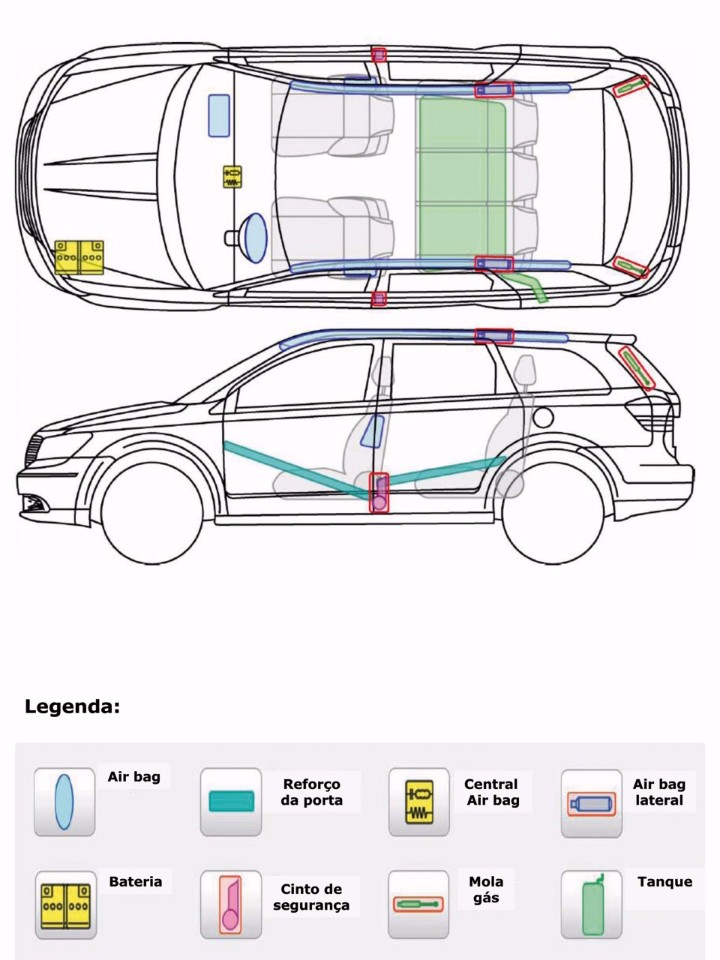 Legenda:
Air bag
Reforço
da porta
Central
Air bag
Air bag
lateral
Bateria
Cinto de
segurança
Mola
gás
Tanque